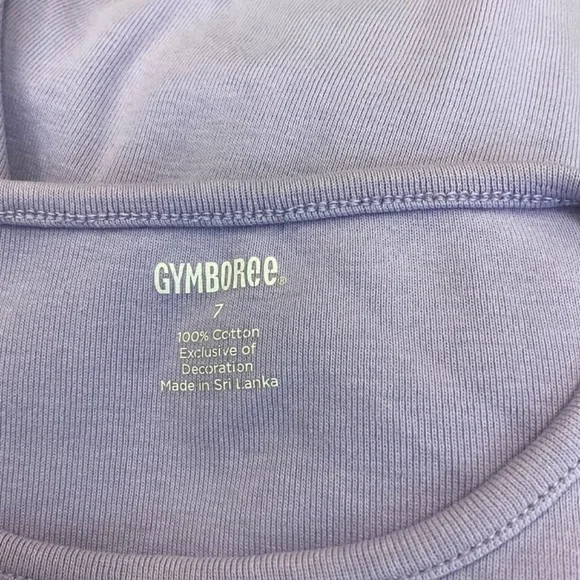 GYMBOREE®
7
100% Cotton
Exclusive of
Decoration
Made in Sri Lanka